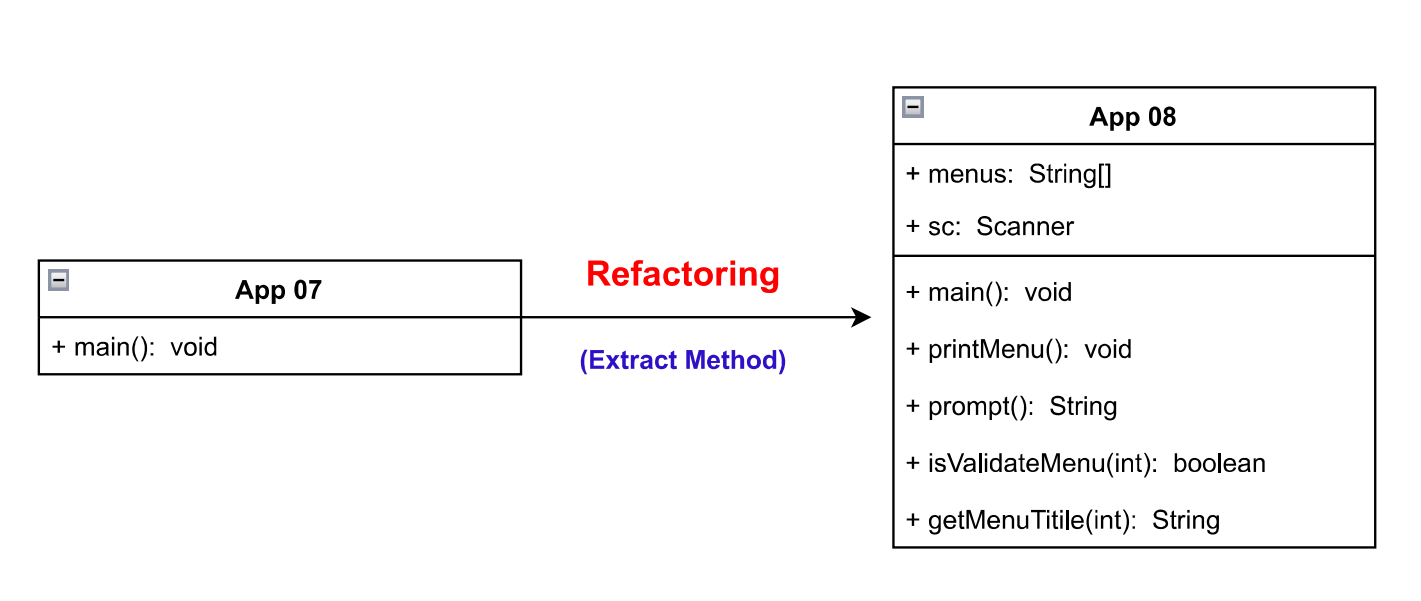 App 07
+ main():  void
Refactoring
(Extract Method)
App 08
+ menus:  String[]
+ sc:  Scanner
+ main():  void
+ printMenu():  void
+ prompt():  String
+ isValidateMenu(int):  boolean
+ getMenuTitile(int):  String